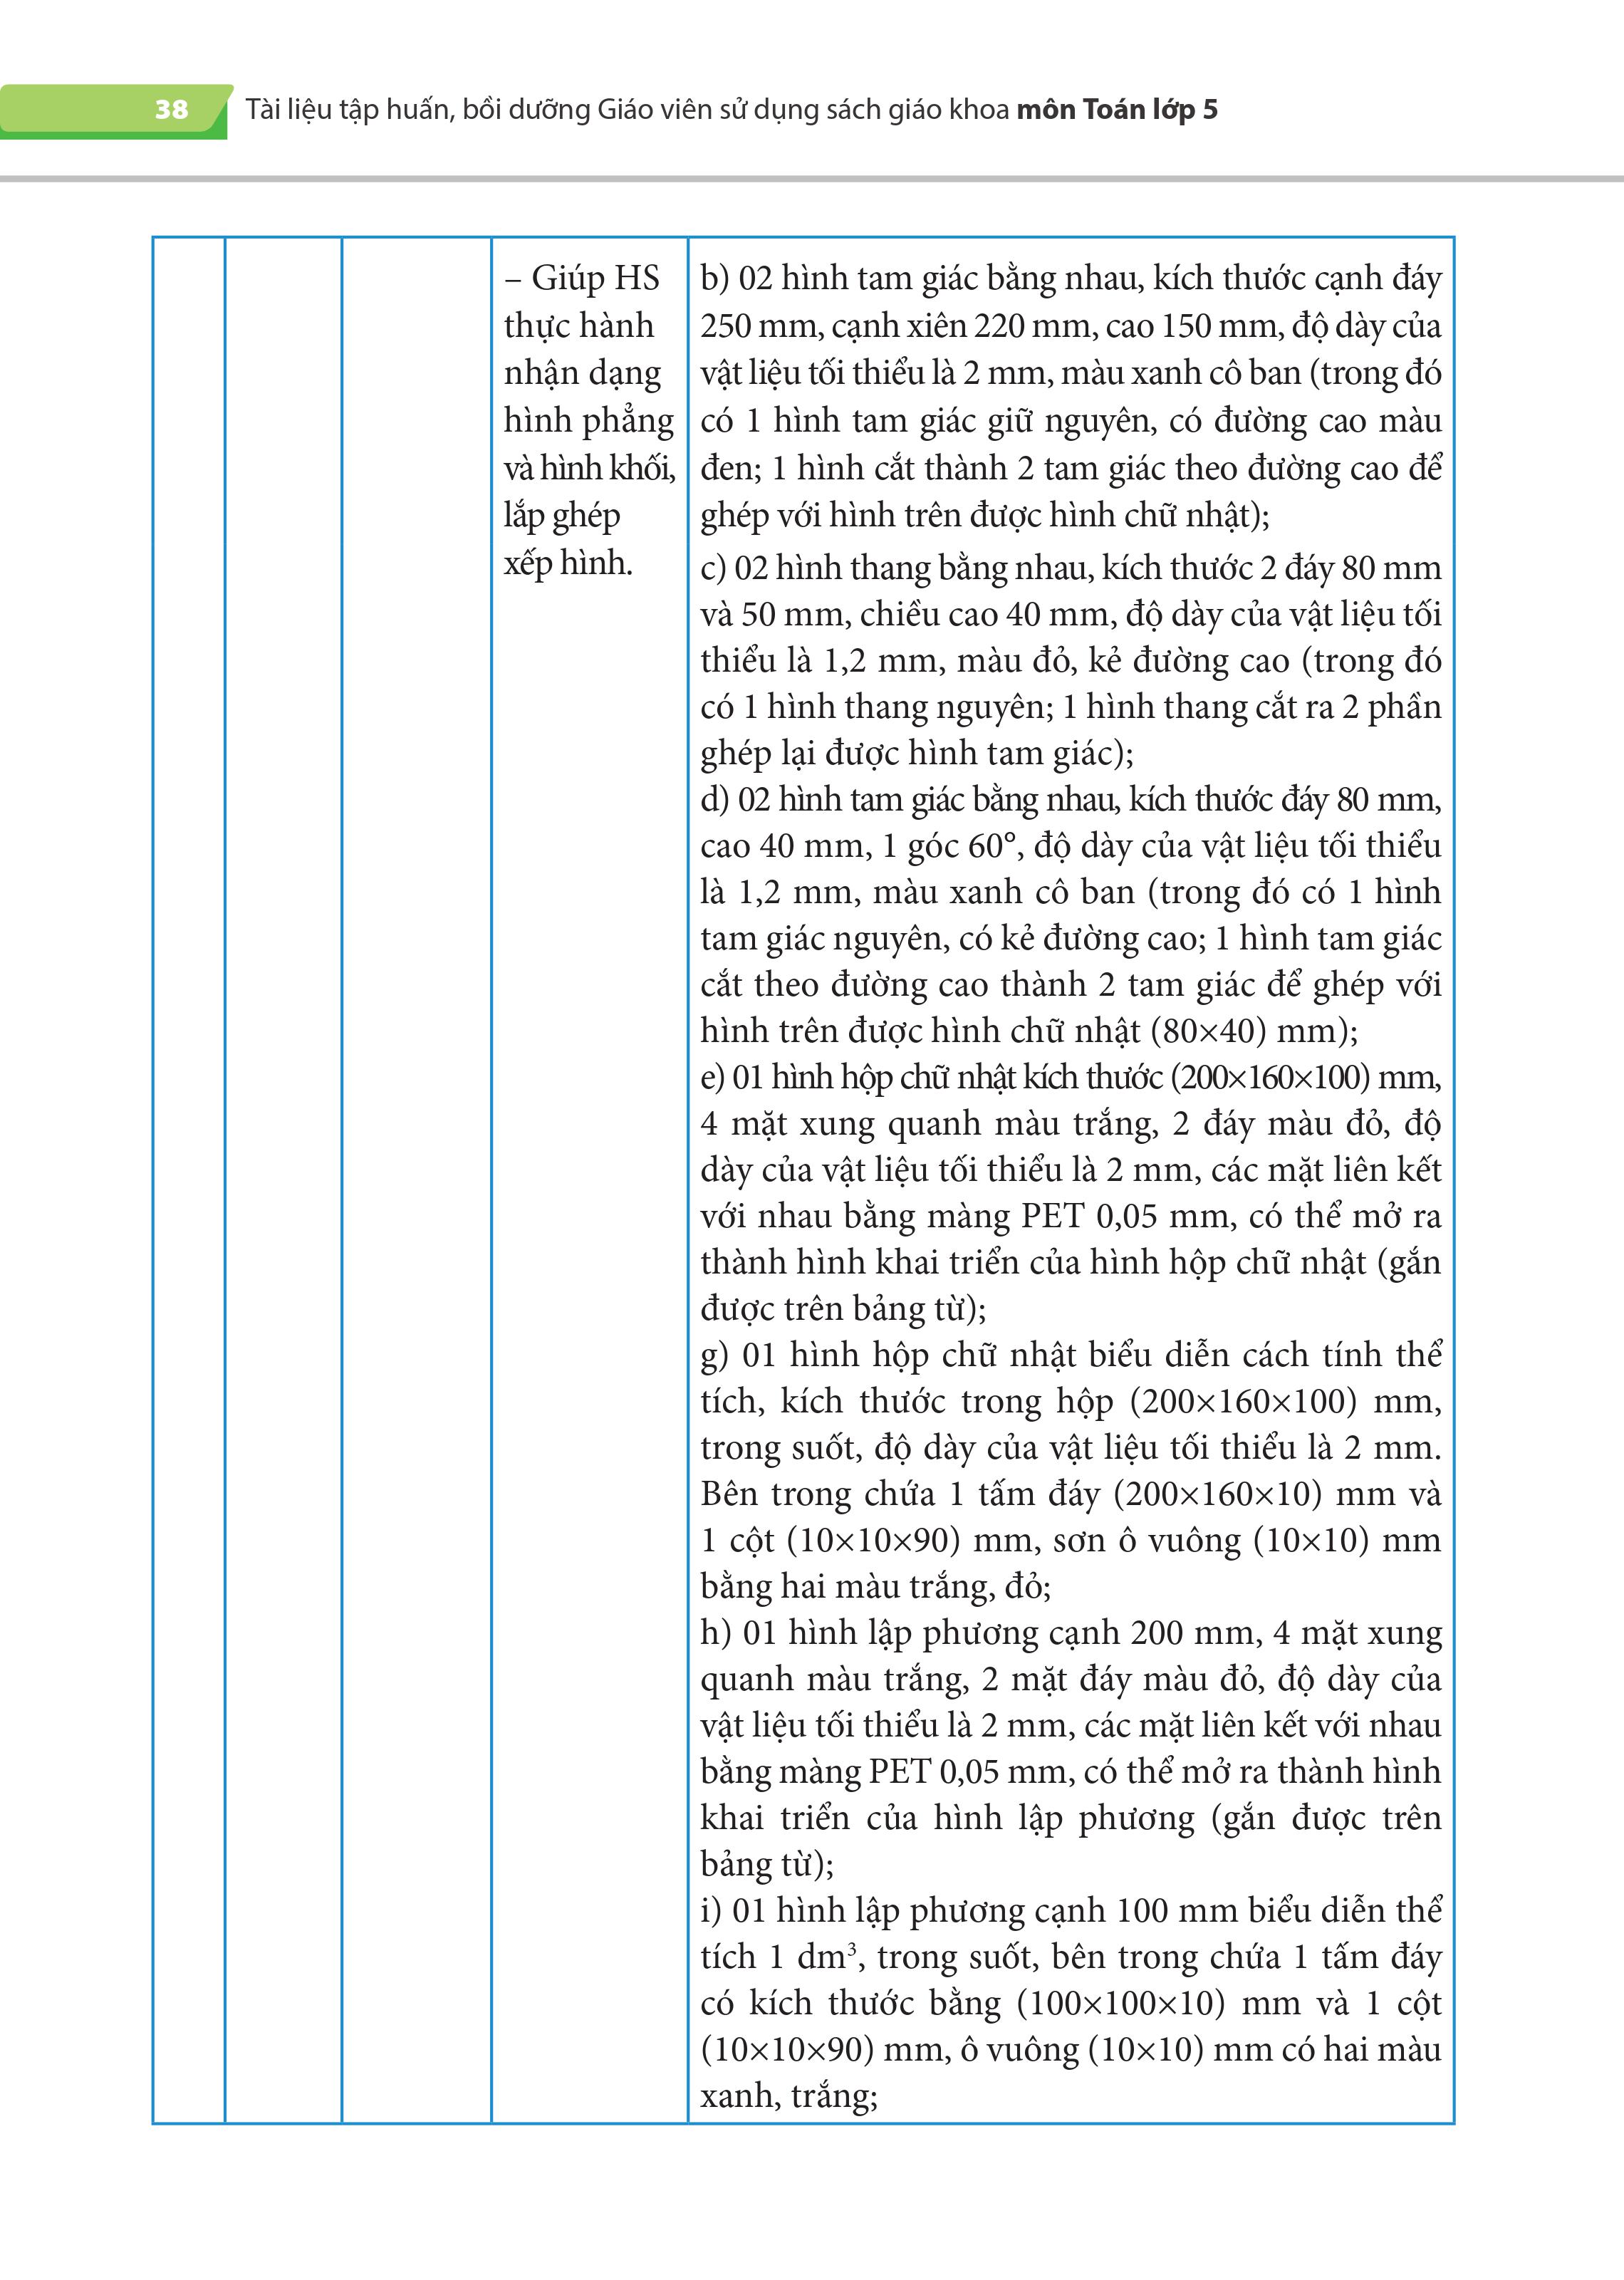 38
Tài liệu tập huấn, bồi dưỡng Giáo viên sử dụng sách giáo khoa môn Toán lớp 5
– Giúp HS
thực hành
nhận dạng
hình phẳng
và hình khối,
lắp ghép
xếp hình.
b) 02 hình tam giác bằng nhau, kích thước cạnh đáy
250 mm, cạnh xiên 220 mm, cao 150 mm, độ dày của
vật liệu tối thiểu là 2 mm, màu xanh cô ban (trong đó
có 1 hình tam giác giữ nguyên, có đường cao màu
đen; 1 hình cắt thành 2 tam giác theo đường cao để
ghép với hình trên được hình chữ nhật);
c) 02 hình thang bằng nhau, kích thước 2 đáy 80 mm
và 50 mm, chiều cao 40 mm, độ dày của vật liệu tối
thiểu là 1,2 mm, màu đỏ, kẻ đường cao (trong đó
có 1 hình thang nguyên; 1 hình thang cắt ra 2 phần
ghép lại được hình tam giác);
d) 02 hình tam giác bằng nhau, kích thước đáy 80 mm,
cao 40 mm, 1 góc 60°, độ dày của vật liệu tối thiểu
là 1,2 mm, màu xanh cô ban (trong đó có 1 hình
tam giác nguyên, có kẻ đường cao; 1 hình tam giác
cắt theo đường cao thành 2 tam giác để ghép với
hình trên được hình chữ nhật (80×40) mm);
e) 01 hình hộp chữ nhật kích thước (200×160×100) mm,
4 mặt xung quanh màu trắng, 2 đáy màu đỏ, độ
dày của vật liệu tối thiểu là 2 mm, các mặt liên kết
với nhau bằng màng PET 0,05 mm, có thể mở ra
thành hình khai triển của hình hộp chữ nhật (gắn
được trên bảng từ);
g) 01 hình hộp chữ nhật biểu diễn cách tính thể
tích, kích thước trong hộp (200×160×100) mm,
trong suốt, độ dày của vật liệu tối thiểu là 2 mm.
Bên trong chứa 1 tấm đáy (200×160×10) mm và
1 cột (10×10×90) mm, sơn ô vuông (10×10) mm
bằng hai màu trắng, đỏ;
h) 01 hình lập phương cạnh 200 mm, 4 mặt xung
quanh màu trắng, 2 mặt đáy màu đỏ, độ dày của
vật liệu tối thiểu là 2 mm, các mặt liên kết với nhau
bằng màng PET 0,05 mm, có thể mở ra thành hình
khai triển của hình lập phương (gắn được trên
bảng từ);
i) 01 hình lập phương cạnh 100 mm biểu diễn thể
tích 1 dm³, trong suốt, bên trong chứa 1 tấm đáy
có kích thước bằng (100×100×10) mm và 1 cột
(10×10×90) mm, ô vuông (10×10) mm có hai màu
xanh, trắng;